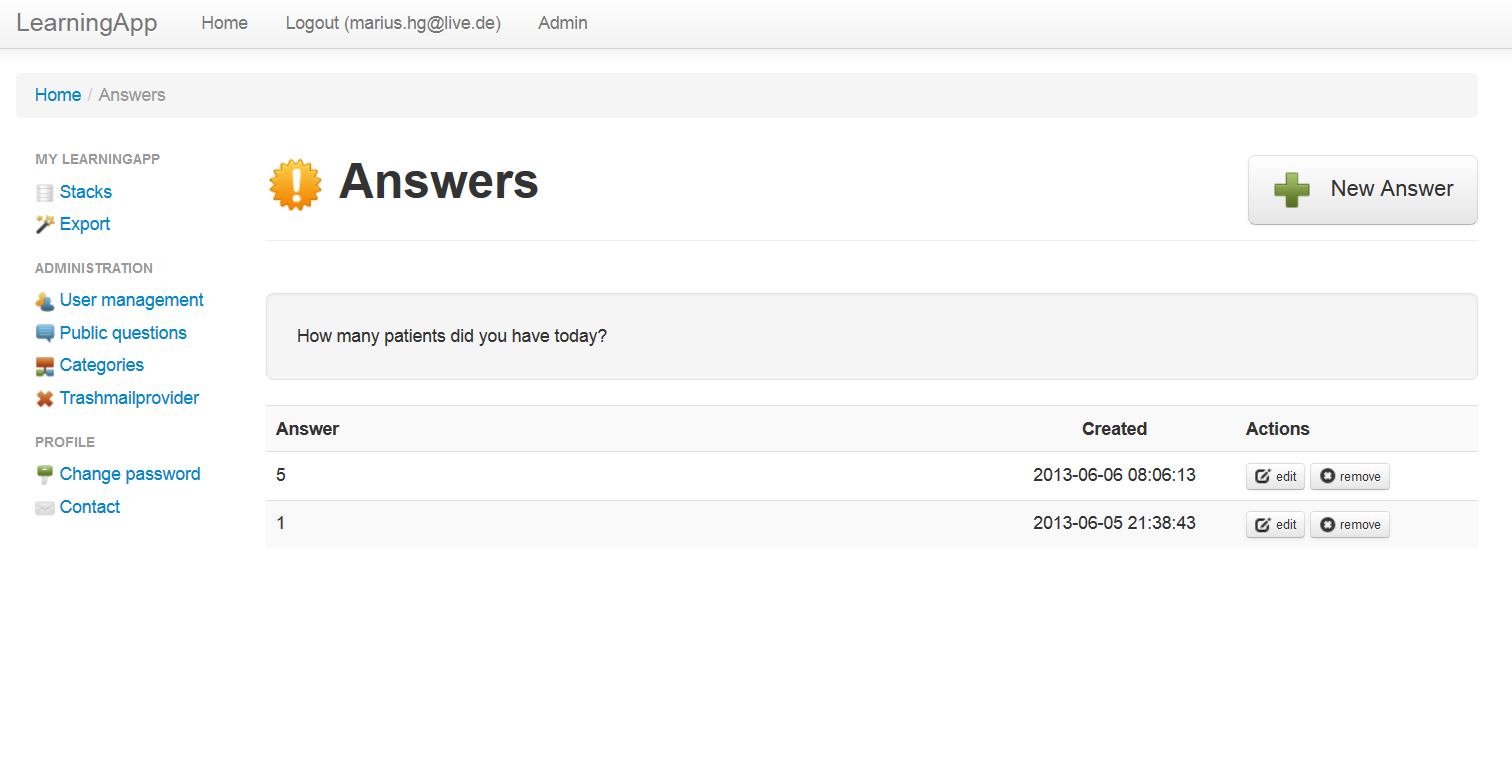 LearningApp Home Logout (marius.hg@live.de) Admin
Home / Answers
MY LEARNINGAPP
Stacks
Export
ADMINISTRATION
User management
Public questions
Categories
Trashmailprovider
PROFILE
Change password
Contact
Answers
New Answer
How many patients did you have today?
Answer Created Actions
5 2013-06-06 08:06:13 edit remove
1 2013-06-05 21:38:43 edit remove